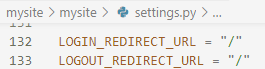 mysite > mysite > settings.py > ...
132 LOGIN_REDIRECT_URL = "/"
133 LOGOUT_REDIRECT_URL = "/"